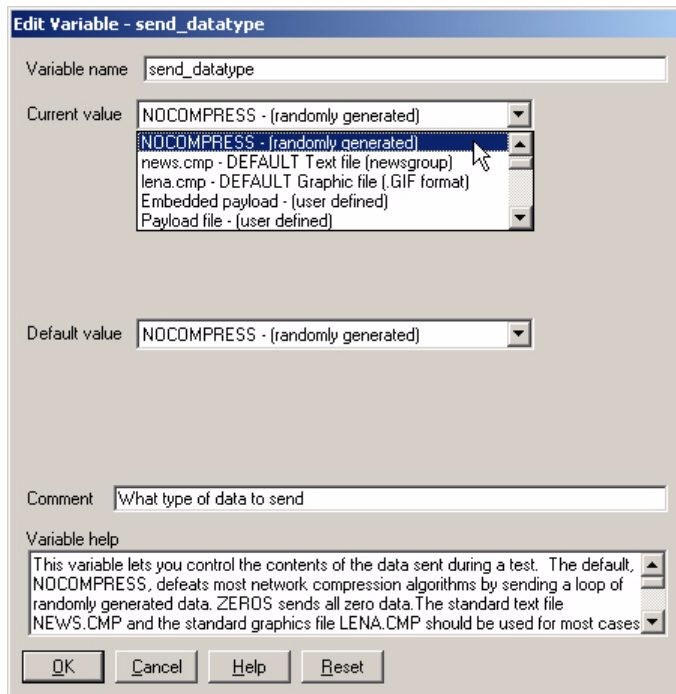 Edit Variable - send_datatype
Variable name send_datatype
Current value NOCOMPRESS - (randomly generated)
NOCOMPRESS - (randomly generated)
news.cmp - DEFAULT Text file (newsgroup)
lena.cmp - DEFAULT Graphic file (.GIF format)
Embedded payload - (user defined)
Payload file - (user defined)
Default value NOCOMPRESS - (randomly generated)
Comment What type of data to send
Variable help
This variable lets you control the contents of the data sent during a test. The default,
NOCOMPRESS, defeats most network compression algorithms by sending a loop of
randomly generated data. ZEROS sends all zero data.The standard text file
NEWS.CMP and the standard graphics file LENA.CMP should be used for most cases
OK Cancel Help Reset